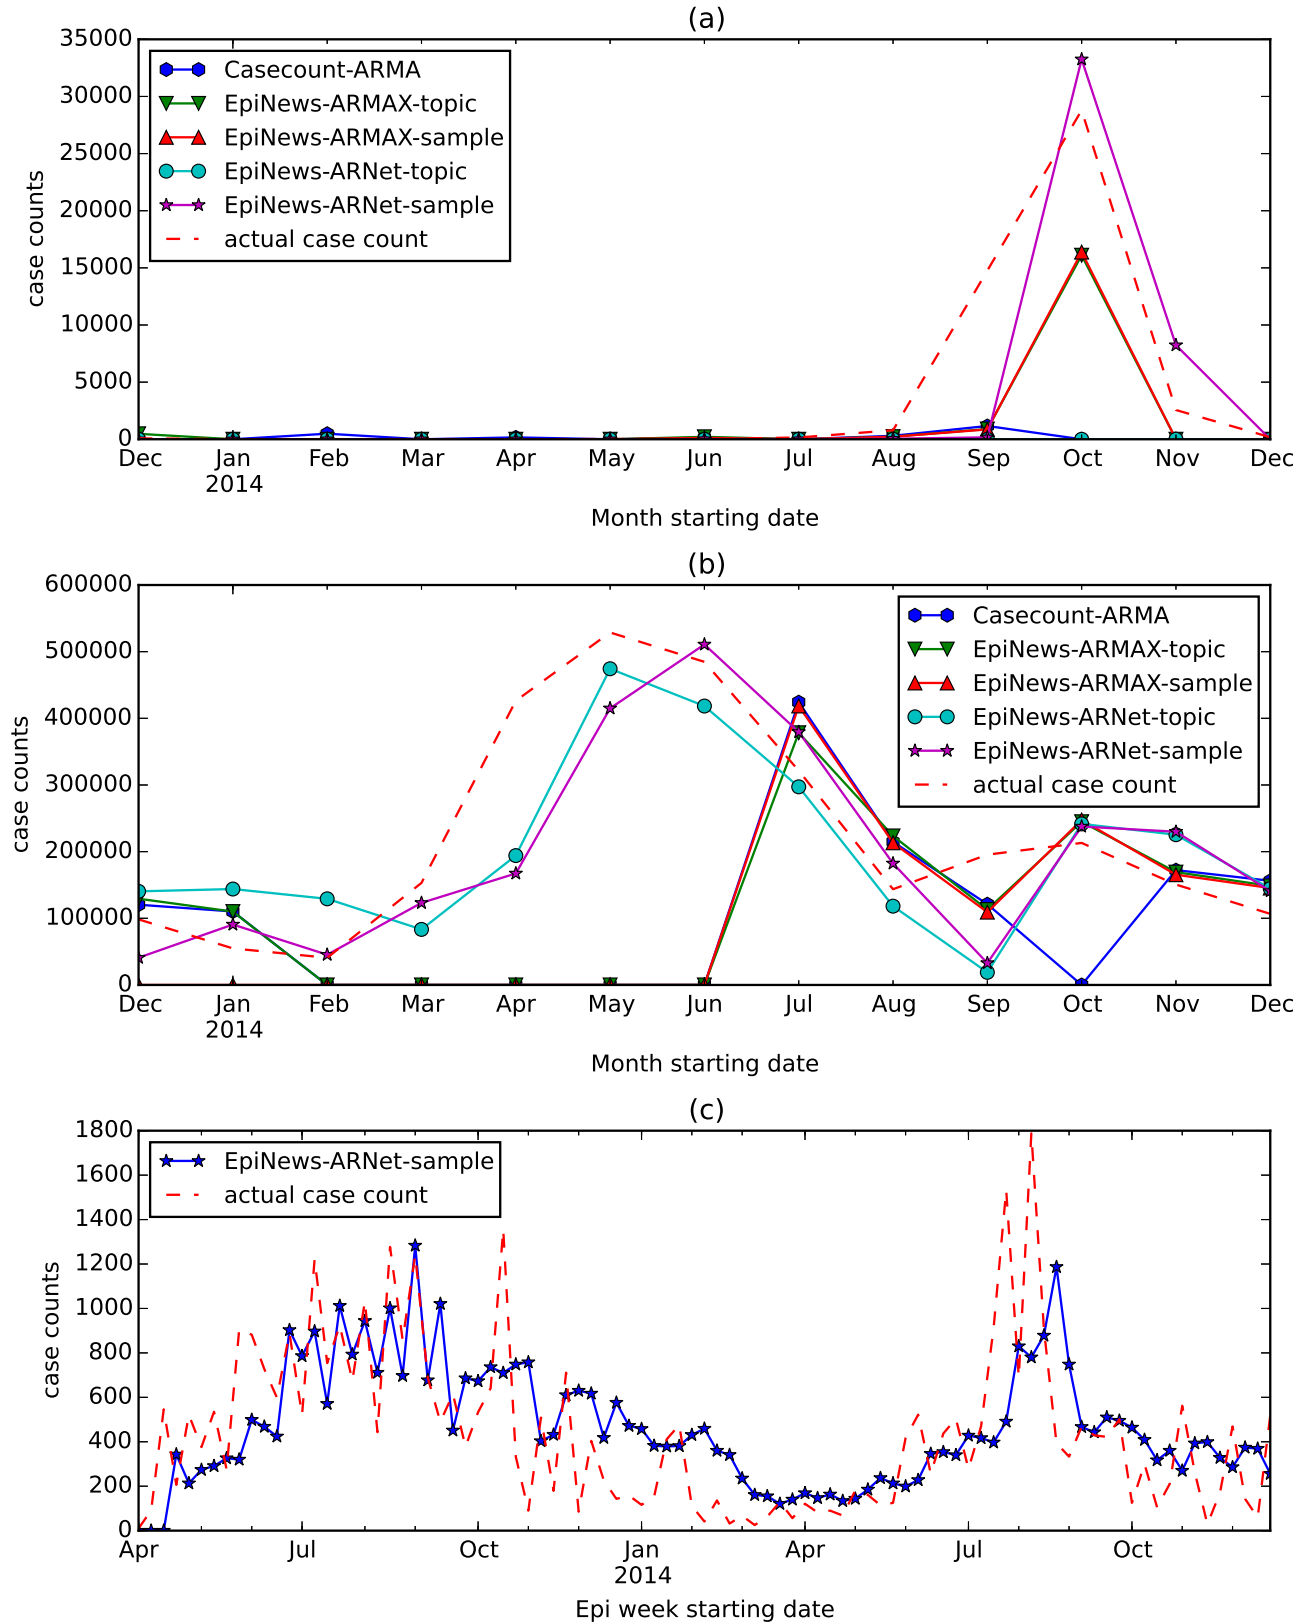 (a)
35000
30000
25000
20000
15000
10000
5000
0
case counts
Casecount-ARMA
EpiNews-ARMAX-topic
EpiNews-ARMAX-sample
EpiNews-ARNet-topic
EpiNews-ARNet-sample
actual case count
Dec Jan Feb Mar Apr May Jun Jul Aug Sep Oct Nov Dec
2014
Month starting date
(b)
600000
500000
400000
300000
200000
100000
0
case counts
Casecount-ARMA
EpiNews-ARMAX-topic
EpiNews-ARMAX-sample
EpiNews-ARNet-topic
EpiNews-ARNet-sample
actual case count
Dec Jan Feb Mar Apr May Jun Jul Aug Sep Oct Nov Dec
2014
Month starting date
(c)
1800
1600
1400
1200
1000
800
600
400
200
0
case counts
EpiNews-ARNet-sample
actual case count
Apr Jul Oct Jan Apr Jul Oct
2014
Epi week starting date